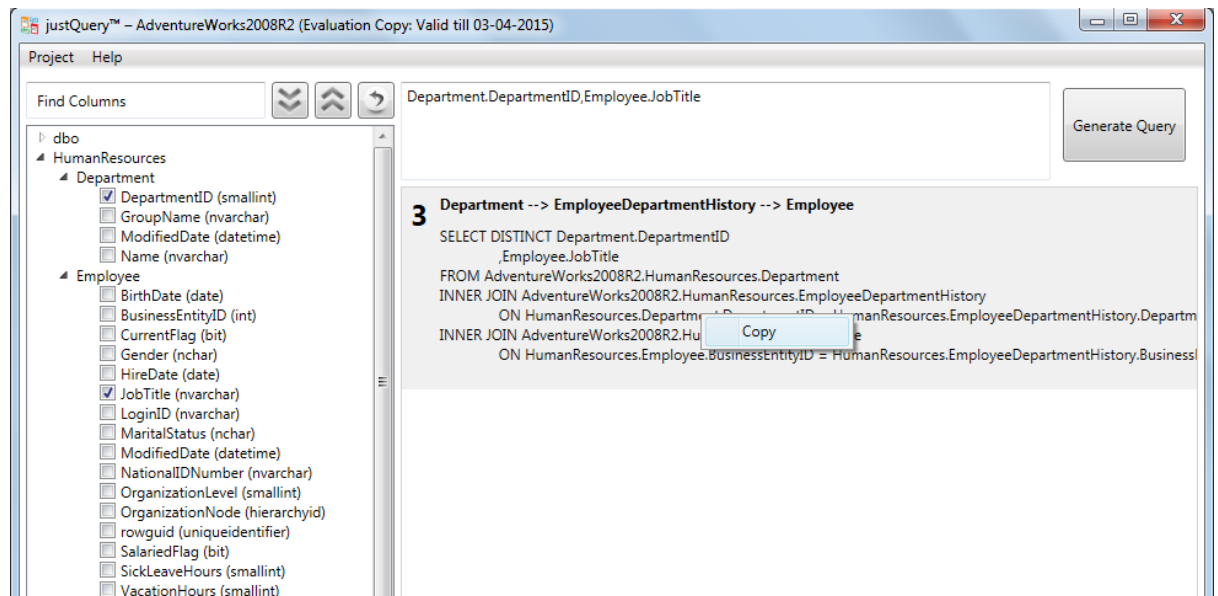 justQuery™ – AdventureWorks2008R2 (Evaluation Copy: Valid till 03-04-2015)
Project Help
Find Columns
dbo
HumanResources
Department
DepartmentID (smallint)
GroupName (nvarchar)
ModifiedDate (datetime)
Name (nvarchar)
Employee
BirthDate (date)
BusinessEntityID (int)
CurrentFlag (bit)
Gender (nchar)
HireDate (date)
JobTitle (nvarchar)
LoginID (nvarchar)
MaritalStatus (nchar)
ModifiedDate (datetime)
NationalIDNumber (nvarchar)
OrganizationLevel (smallint)
OrganizationNode (hierarchyid)
rowguid (uniqueidentifier)
SalariedFlag (bit)
SickLeaveHours (smallint)
VacationHours (smallint)
Department.DepartmentID,Employee.JobTitle
Generate Query
3 Department --> EmployeeDepartmentHistory --> Employee
SELECT DISTINCT Department.DepartmentID
,Employee.JobTitle
FROM AdventureWorks2008R2.HumanResources.Department
INNER JOIN AdventureWorks2008R2.HumanResources.EmployeeDepartmentHistory
ON HumanResources.Department.DepartmentID = HumanResources.EmployeeDepartmentHistory.Departm
INNER JOIN AdventureWorks2008R2.Hu
ON HumanResources.Employee.BusinessEntityID = HumanResources.EmployeeDepartmentHistory.Business
Copy